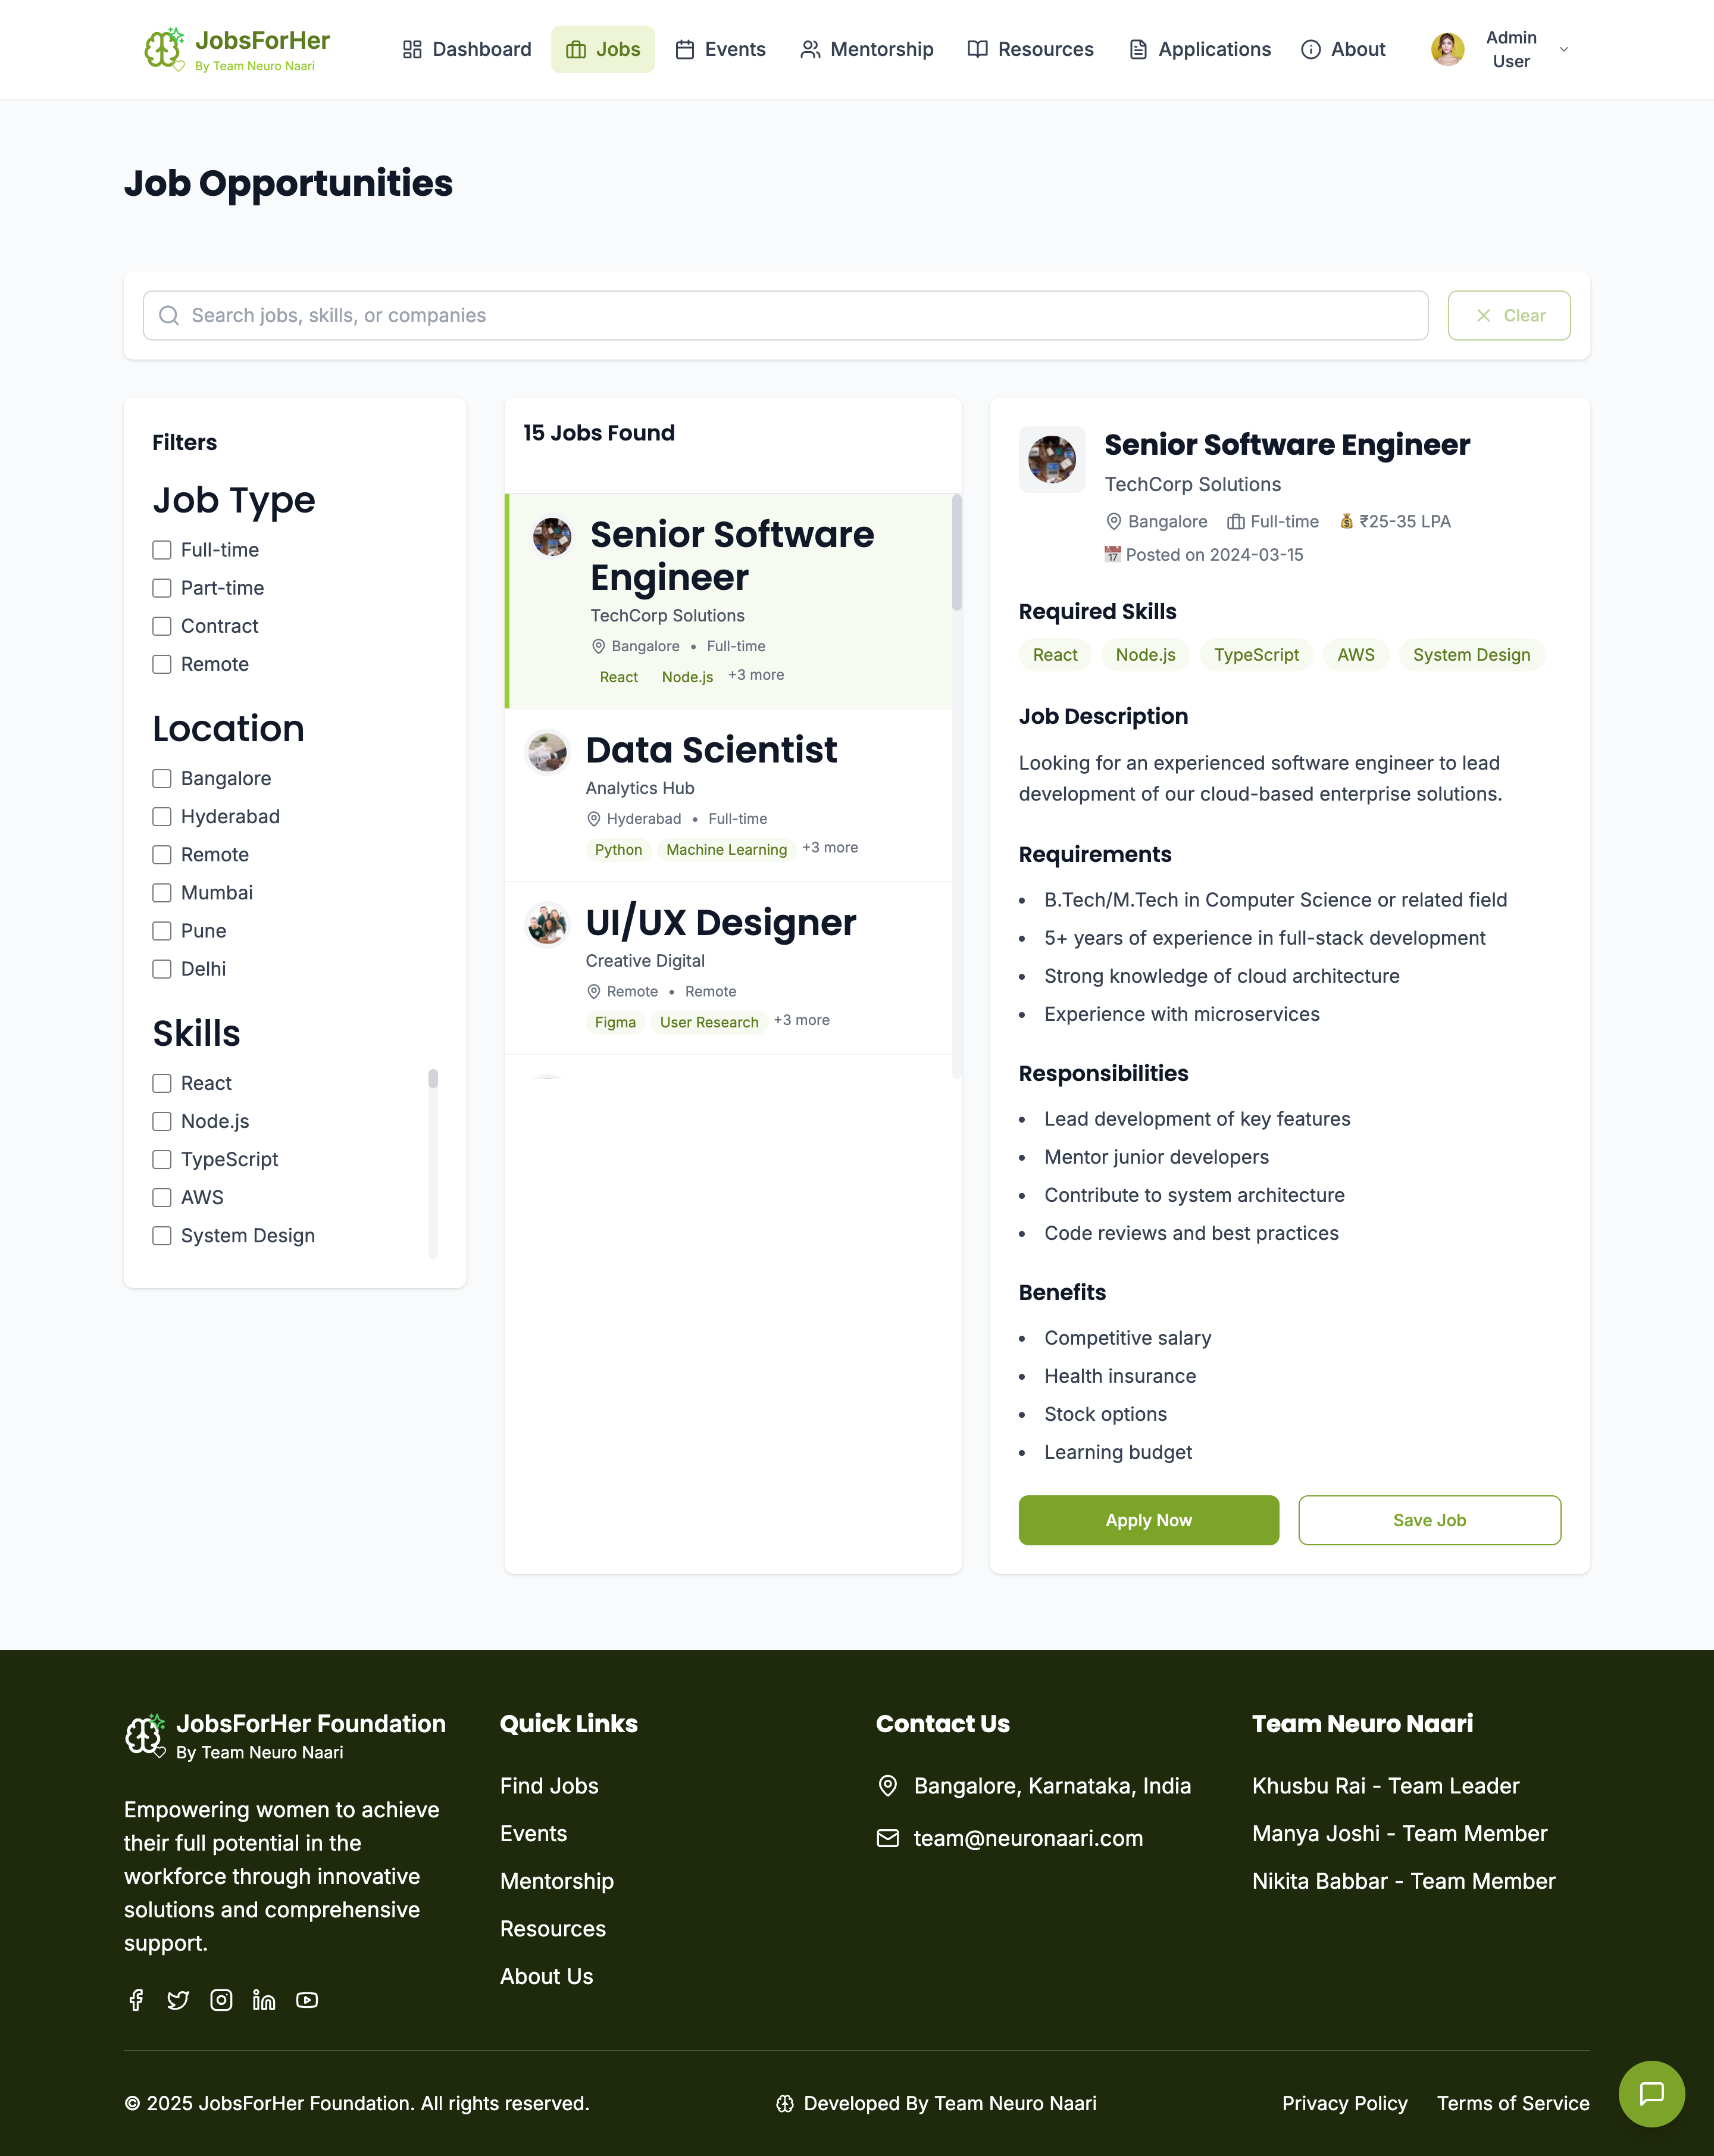 JobsForHer
By Team Neuro Naari
Dashboard
Jobs
Events
Mentorship
Resources
Applications
About
Admin
User
Job Opportunities
Search jobs, skills, or companies
Clear
Filters
Job Type
Full-time
Part-time
Contract
Remote
Location
Bangalore
Hyderabad
Remote
Mumbai
Pune
Delhi
Skills
React
Node.js
TypeScript
AWS
System Design
15 Jobs Found
Senior Software
Engineer
TechCorp Solutions
Bangalore • Full-time
React Node.js +3 more
Data Scientist
Analytics Hub
Hyderabad • Full-time
Python Machine Learning +3 more
UI/UX Designer
Creative Digital
Remote • Remote
Figma User Research +3 more
Senior Software Engineer
TechCorp Solutions
Bangalore Full-time 💰 ₹25-35 LPA
📅 Posted on 2024-03-15
Required Skills
React Node.js TypeScript AWS System Design
Job Description
Looking for an experienced software engineer to lead
development of our cloud-based enterprise solutions.
Requirements
• B.Tech/M.Tech in Computer Science or related field
• 5+ years of experience in full-stack development
• Strong knowledge of cloud architecture
• Experience with microservices
Responsibilities
• Lead development of key features
• Mentor junior developers
• Contribute to system architecture
• Code reviews and best practices
Benefits
• Competitive salary
• Health insurance
• Stock options
• Learning budget
Apply Now
Save Job
JobsForHer Foundation
By Team Neuro Naari
Empowering women to achieve
their full potential in the
workforce through innovative
solutions and comprehensive
support.
Quick Links
Find Jobs
Events
Mentorship
Resources
About Us
Contact Us
Bangalore, Karnataka, India
team@neuronaari.com
Team Neuro Naari
Khusbu Rai - Team Leader
Manya Joshi - Team Member
Nikita Babbar - Team Member
© 2025 JobsForHer Foundation. All rights reserved.
Developed By Team Neuro Naari
Privacy Policy
Terms of Service